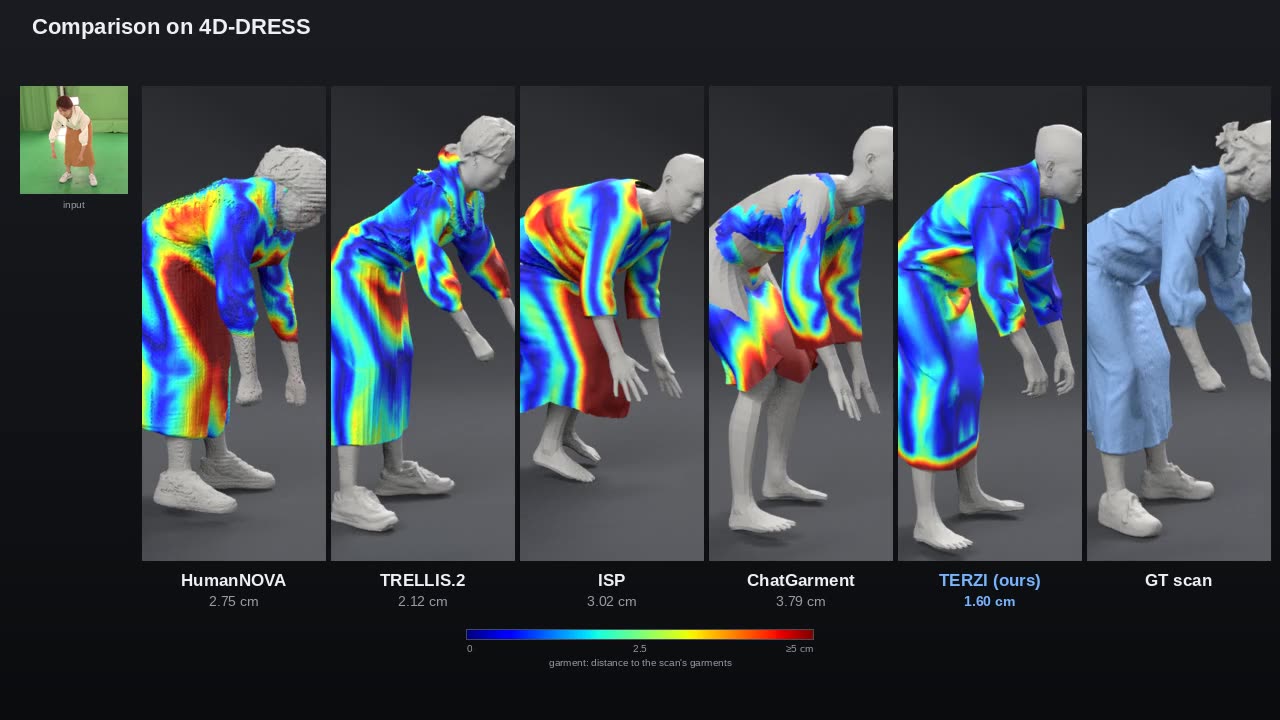 Comparison on 4D-DRESS
input
HumanNOVA
2.75 cm
TRELLIS.2
2.12 cm
ISP
3.02 cm
ChatGarment
3.79 cm
TERZI (ours)
1.60 cm
GT scan
0
2.5
≥5 cm
garment: distance to the scan's garments